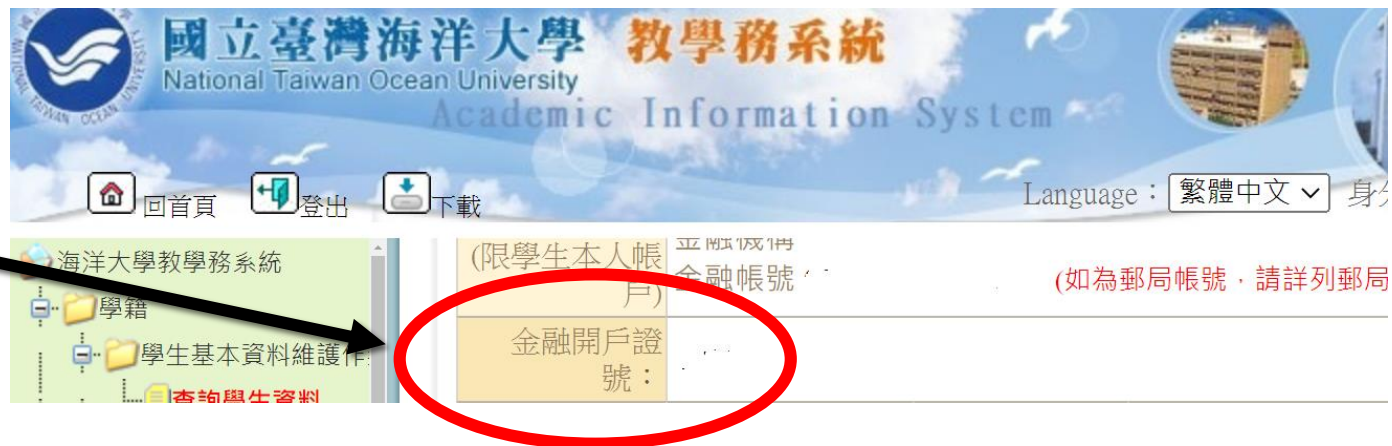 國立臺灣海洋大學 教學務系統
National Taiwan Ocean University
Academic Information System
回首頁 登出 下載
Language：繁體中文
海洋大學教學務系統
學籍
學生基本資料維護作
查詢學生資料
(限學生本人帳戶)
金融機構
金融帳號
(如為郵局帳號，請詳列郵局
金融開戶證
號：